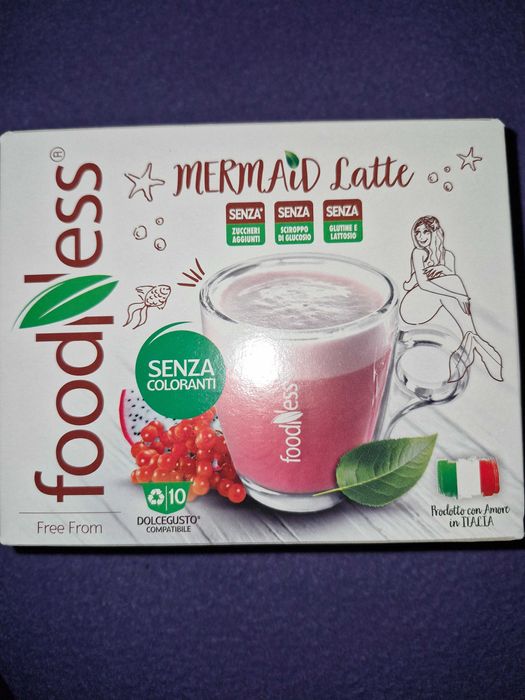 foodNess®
Free From
MERMAiD Latte
SENZA*
ZUCCHERI
AGGIUNTI
SENZA
SCIROPPO
DI GLUCOSIO
SENZA
GLUTINE E
LATTOSIO
SENZA
COLORANTI
foodNess
10
DOLCEGUSTO*
COMPATIBILE
Prodotto con Amore
in ITALIA